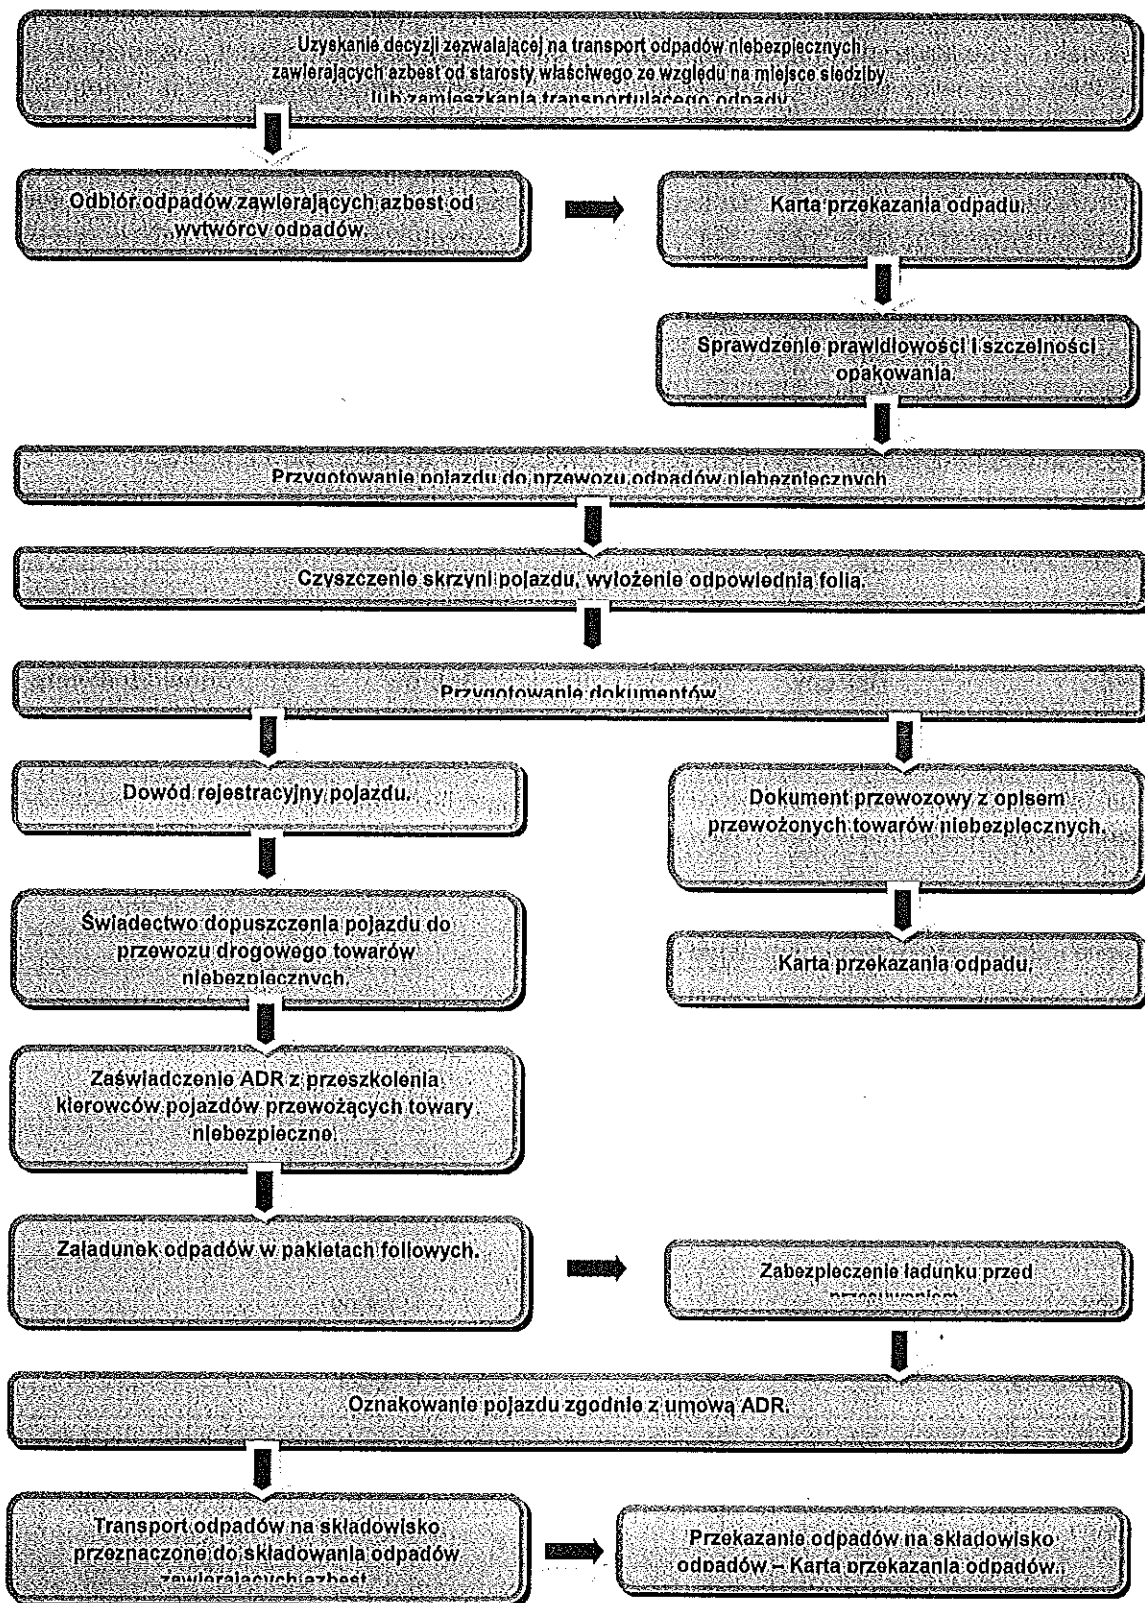 Uzyskanie decyzji zezwalającej na transport odpadów niebezpiecznych
zawierających azbest od starosty właściwego ze względu na miejsce siedziby
lub zamieszkania transportującego odpady.
Odbiór odpadów zawierających azbest od
wytwórcy odpadów.
Karta przekazania odpadu.
Sprawdzenie prawidłowości i szczelności
opakowania.
Przygotowanie pojazdu do przewozu odpadów niebezpiecznych
Czyszczenie skrzyni pojazdu, wyłożenie odpowiednią folią.
Przygotowanie dokumentów
Dowód rejestracyjny pojazdu.
Dokument przewozowy z opisem
przewożonych towarów niebezpiecznych.
Świadectwo dopuszczenia pojazdu do
przewozu drogowego towarów
niebezpiecznych.
Karta przekazania odpadu.
Zaświadczenie ADR z przeszkolenia
kierowców pojazdów przewożących towary
niebezpieczne.
Załadunek odpadów w pakietach foliowych.
Zabezpieczenie ładunku przed
przesuwaniem
Oznakowanie pojazdu zgodnie z umową ADR.
Transport odpadów na składowisko
przeznaczone do składowania odpadów
zawierających azbest
Przekazanie odpadów na składowisko
odpadów – Karta przekazania odpadów.